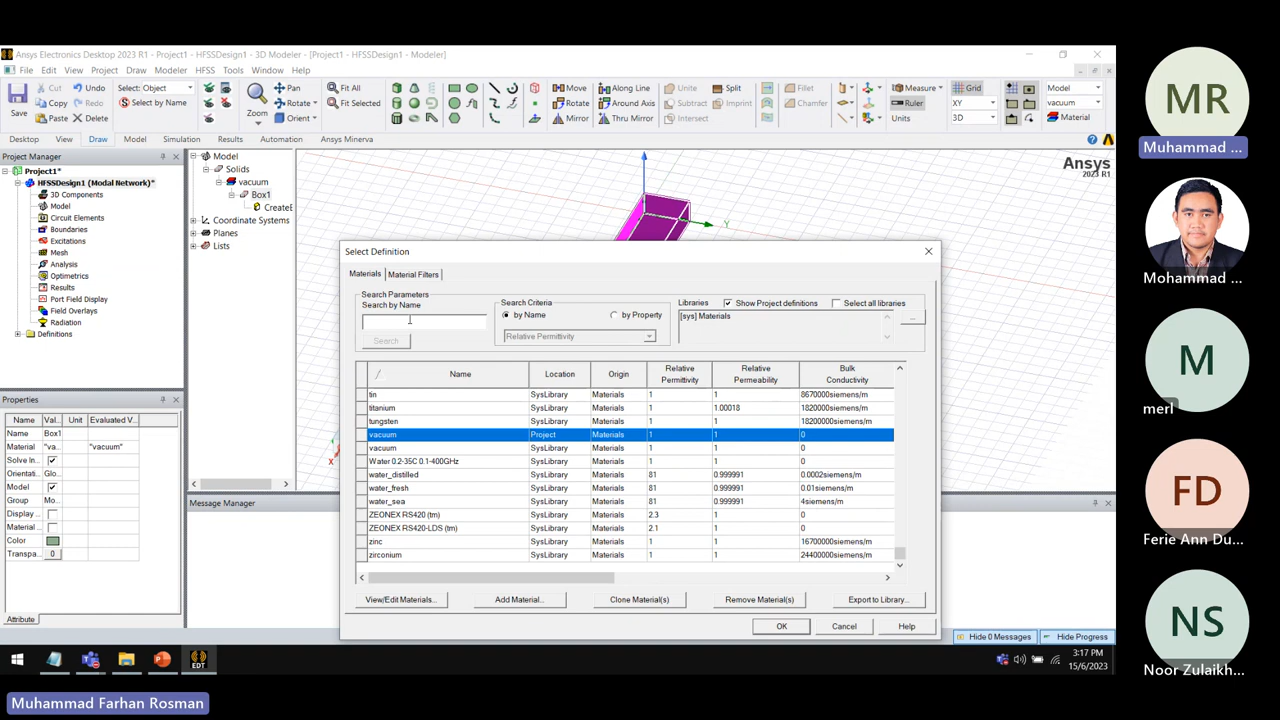 Ansys Electronics Desktop 2023 R1 - Project1 - HFSSDesign1 - 3D Modeler - [Project1 - HFSSDesign1 - Modeler]
File Edit View Project Draw Modeler HFSS Tools Window Help
Save
Cut Undo
Copy Redo
Paste Delete
Select: Object
Select by Name
Zoom
Pan
Rotate
Orient
Fit All
Fit Selected
Move Along Line
Rotate Around Axis
Mirror Thru Mirror
Unite Split
Subtract Imprint
Intersect
Fillet
Chamfer
Measure
Ruler
Units
Grid
XY
3D
Model
vacuum
Material
Desktop View Draw Model Simulation Results Automation Ansys Minerva
Project Manager
Project1*
HFSSDesign1 (Modal Network)*
3D Components
Model
Circuit Elements
Boundaries
Excitations
Mesh
Analysis
Optimetrics
Results
Port Field Display
Field Overlays
Radiation
Definitions
Model
Solids
vacuum
Box1
CreateE
Coordinate Systems
Planes
Lists
Ansys
2023 R1
Y
X
Properties
Name Val... Unit Evaluated V...
Name Box1
Material "va... "vacuum"
Solve In...
Orientati... Glo...
Model
Group Mo...
Display ...
Material ...
Color
Transpa... 0
Attribute
Message Manager
Select Definition
Materials Material Filters
Search Parameters
Search by Name
Search
Search Criteria
by Name by Property
Relative Permittivity
Libraries Show Project definitions Select all libraries
[sys] Materials
...
Name Location Origin Relative Permittivity Relative Permeability Bulk Conductivity
tin SysLibrary Materials 1 1 8670000siemens/m
titanium SysLibrary Materials 1 1.00018 1820000siemens/m
tungsten SysLibrary Materials 1 1 18200000siemens/m
vacuum Project Materials 1 1 0
vacuum SysLibrary Materials 1 1 0
Water 0.2-35C 0.1-400GHz SysLibrary Materials 1 1 0
water_distilled SysLibrary Materials 81 0.999991 0.0002siemens/m
water_fresh SysLibrary Materials 81 0.999991 0.01siemens/m
water_sea SysLibrary Materials 81 0.999991 4siemens/m
ZEONEX RS420 (tm) SysLibrary Materials 2.3 1 0
ZEONEX RS420-LDS (tm) SysLibrary Materials 2.1 1 0
zinc SysLibrary Materials 1 1 16700000siemens/m
zirconium SysLibrary Materials 1 1 24400000siemens/m
View/Edit Materials... Add Material... Clone Material(s) Remove Material(s) Export to Library...
OK Cancel Help
Hide 0 Messages Hide Progress
EDT
3:17 PM
15/6/2023
Muhammad Farhan Rosman
MR
Muhammad ...
Mohammad ...
M
merl
FD
Ferie Ann Du...
NS
Noor Zulaikh...